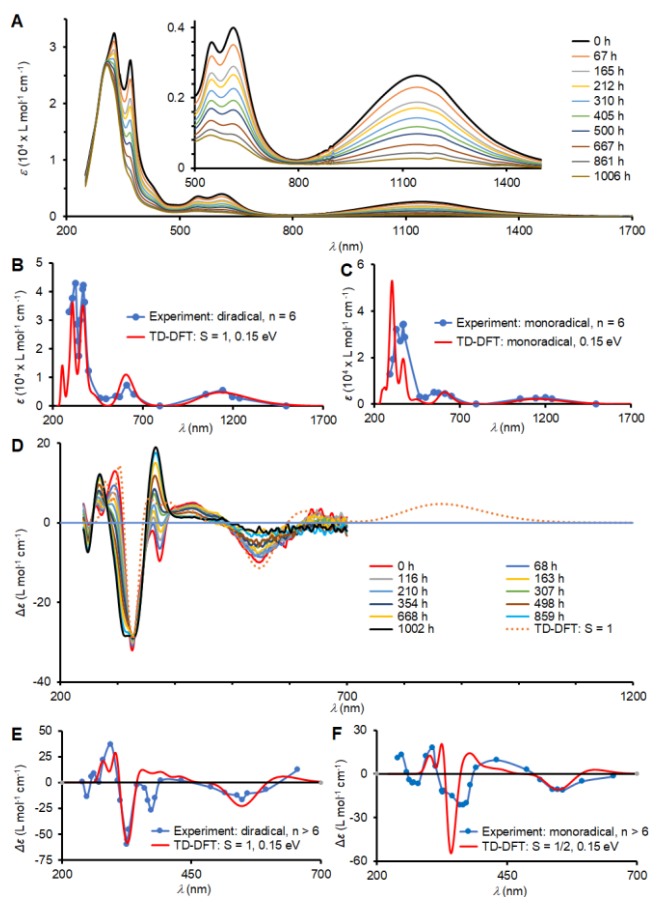 A
3.5
3
2.5
2
1.5
1
0.5
0
ε (10⁴ x L mol⁻¹ cm⁻¹)
200 500 800 1100 1400 1700
λ (nm)
0.4
0.2
0
500 800 1100 1400
0 h
67 h
165 h
212 h
310 h
405 h
500 h
667 h
861 h
1006 h
B
5
4
3
2
1
0
ε (10⁴ x L mol⁻¹ cm⁻¹)
Experiment: diradical, n = 6
TD-DFT: S = 1, 0.15 eV
200 700 1200 1700
λ (nm)
C
6
4
2
0
ε (10⁴ x L mol⁻¹ cm⁻¹)
Experiment: monoradical, n = 6
TD-DFT: monoradical, 0.15 eV
200 700 1200 1700
λ (nm)
D
20
0
-20
-40
Δε (L mol⁻¹ cm⁻¹)
0 h 68 h
116 h 163 h
210 h 307 h
354 h 498 h
668 h 859 h
1002 h TD-DFT: S = 1
200 700 1200
λ (nm)
E
50
25
0
-25
-50
-75
Δε (L mol⁻¹ cm⁻¹)
Experiment: diradical, n > 6
TD-DFT: S = 1, 0.15 eV
200 450 700
λ (nm)
F
30
0
-30
-60
Δε (L mol⁻¹ cm⁻¹)
Experiment: monoradical, n > 6
TD-DFT: S = 1/2, 0.15 eV
200 450 700
λ (nm)